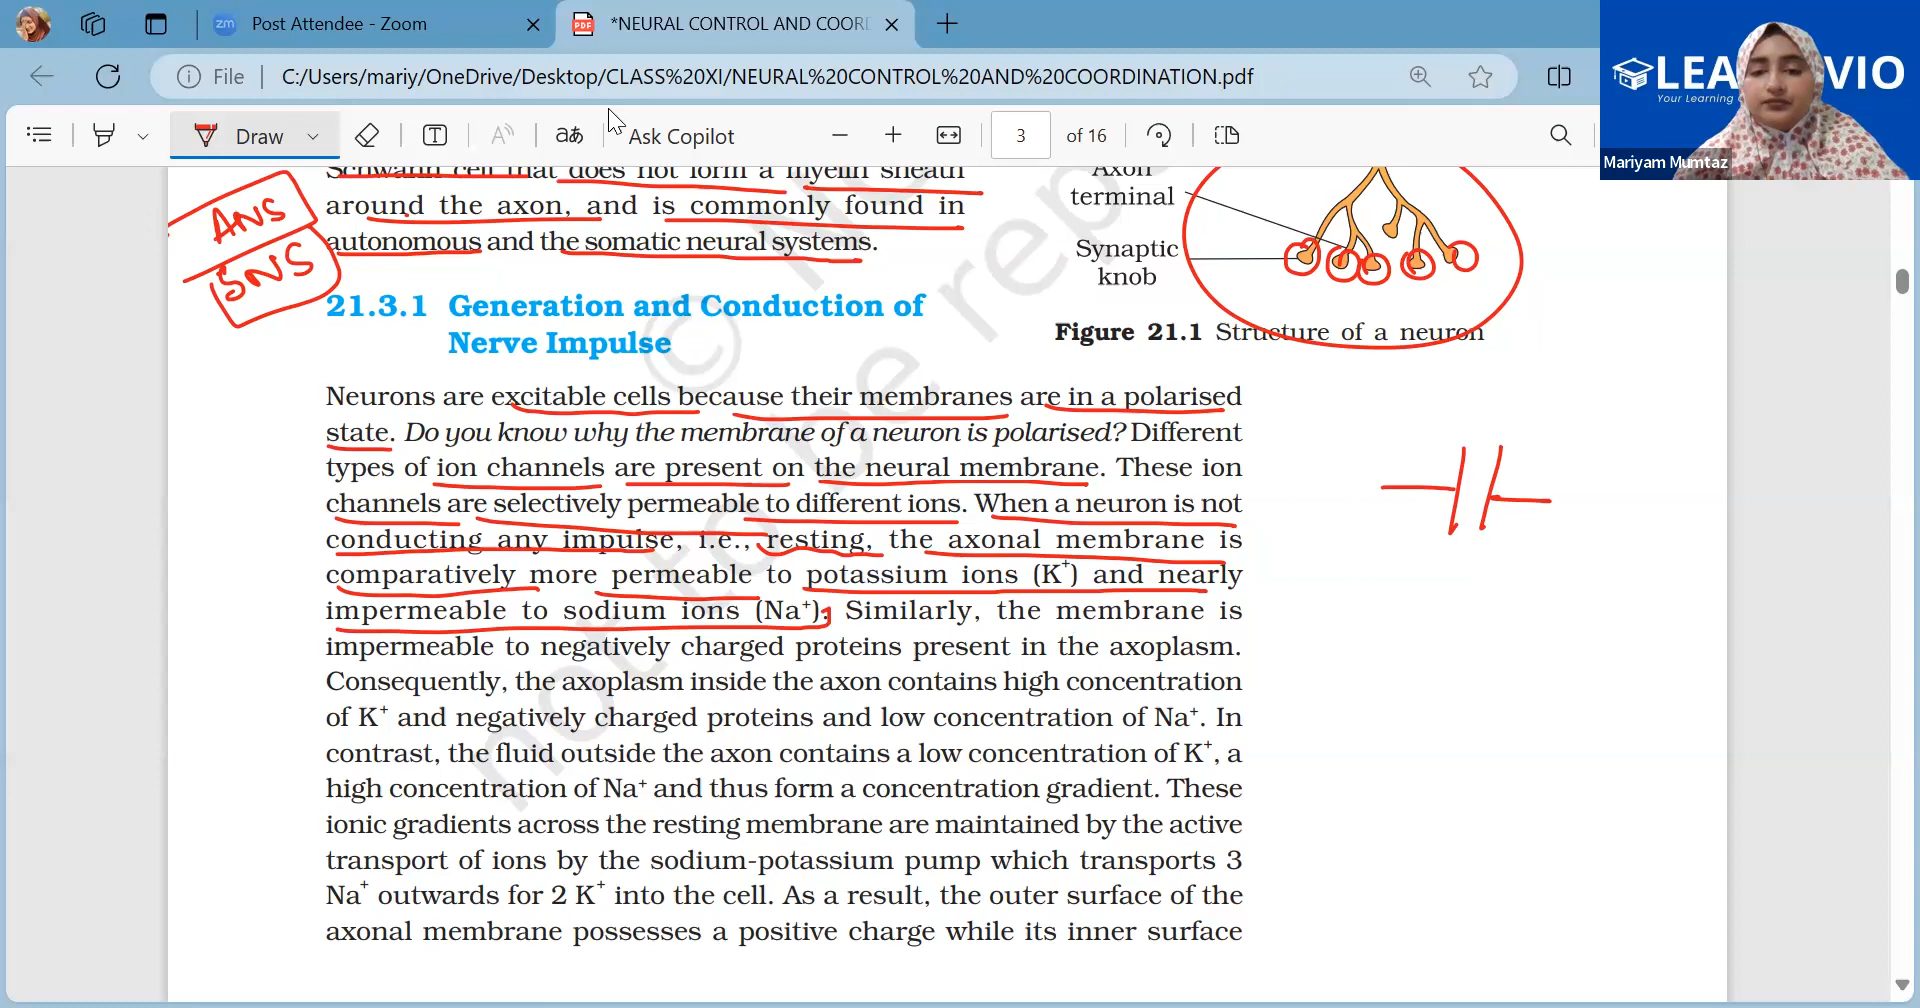 Post Attendee - Zoom
*NEURAL CONTROL AND COORD
File
C:/Users/mariy/OneDrive/Desktop/CLASS%20XI/NEURAL%20CONTROL%20AND%20COORDINATION.pdf
Draw
Ask Copilot
3 of 16
LEA VIO
Your Learning
Mariyam Mumtaz
Schwann cell that does not form a myelin sheath
around the axon, and is commonly found in
autonomous and the somatic neural systems.
ANS
SNS
Axon
terminal
Synaptic
knob
Figure 21.1 Structure of a neuron
21.3.1 Generation and Conduction of
Nerve Impulse
Neurons are excitable cells because their membranes are in a polarised
state. Do you know why the membrane of a neuron is polarised? Different
types of ion channels are present on the neural membrane. These ion
channels are selectively permeable to different ions. When a neuron is not
conducting any impulse, i.e., resting, the axonal membrane is
comparatively more permeable to potassium ions (K⁺) and nearly
impermeable to sodium ions (Na⁺). Similarly, the membrane is
impermeable to negatively charged proteins present in the axoplasm.
Consequently, the axoplasm inside the axon contains high concentration
of K⁺ and negatively charged proteins and low concentration of Na⁺. In
contrast, the fluid outside the axon contains a low concentration of K⁺, a
high concentration of Na⁺ and thus form a concentration gradient. These
ionic gradients across the resting membrane are maintained by the active
transport of ions by the sodium-potassium pump which transports 3
Na⁺ outwards for 2 K⁺ into the cell. As a result, the outer surface of the
axonal membrane possesses a positive charge while its inner surface